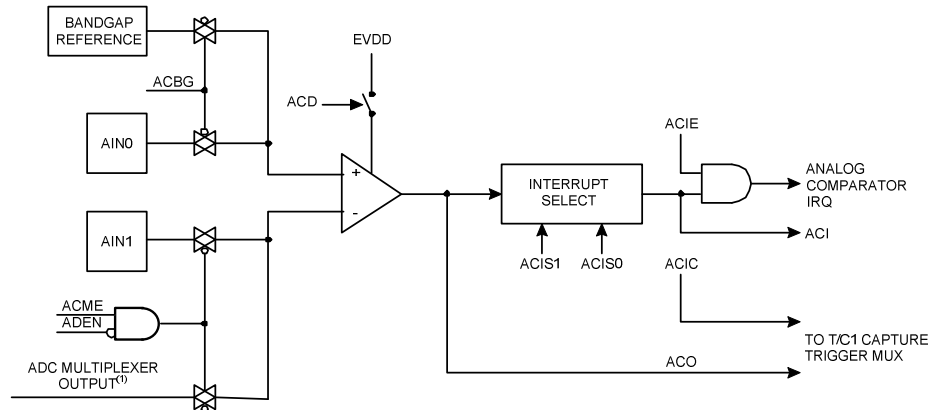 BANDGAP
REFERENCE
ACBG
AIN0
AIN1
ACME
ADEN
ADC MULTIPLEXER
OUTPUT(1)
EVDD
ACD
+
-
INTERRUPT
SELECT
ACIS1
ACIS0
ACIE
ANALOG
COMPARATOR
IRQ
ACI
ACIC
TO T/C1 CAPTURE
TRIGGER MUX
ACO